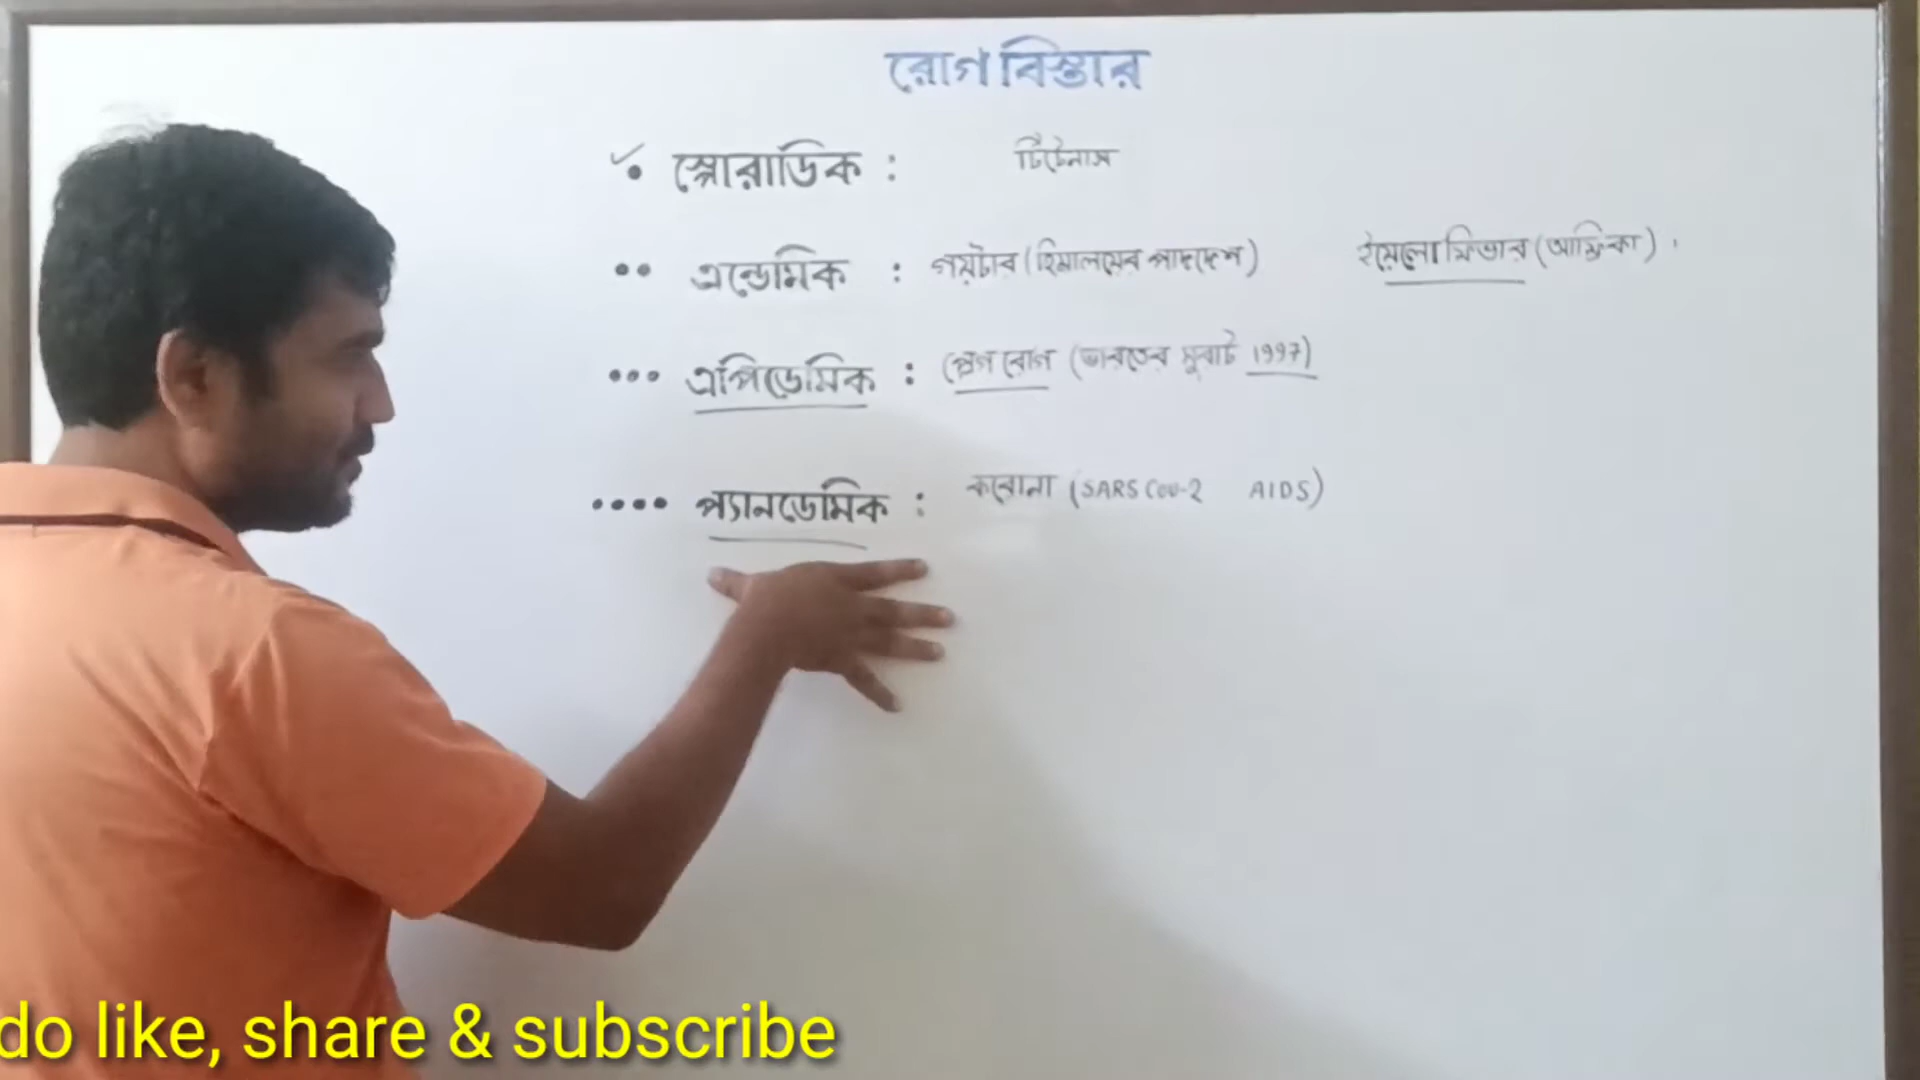 রোগ বিস্তার
স্পোরাডিক : টিটেনাস
এন্ডেমিক : গয়টার (হিমালয়ের পাদদেশ) ইয়েলো ফিভার (আফ্রিকা)।
এপিডেমিক : প্লেগ রোগ (ভারতের সুরাট 1997)
প্যানডেমিক : করোনা (SARS Cov-2 AIDS)
do like, share & subscribe